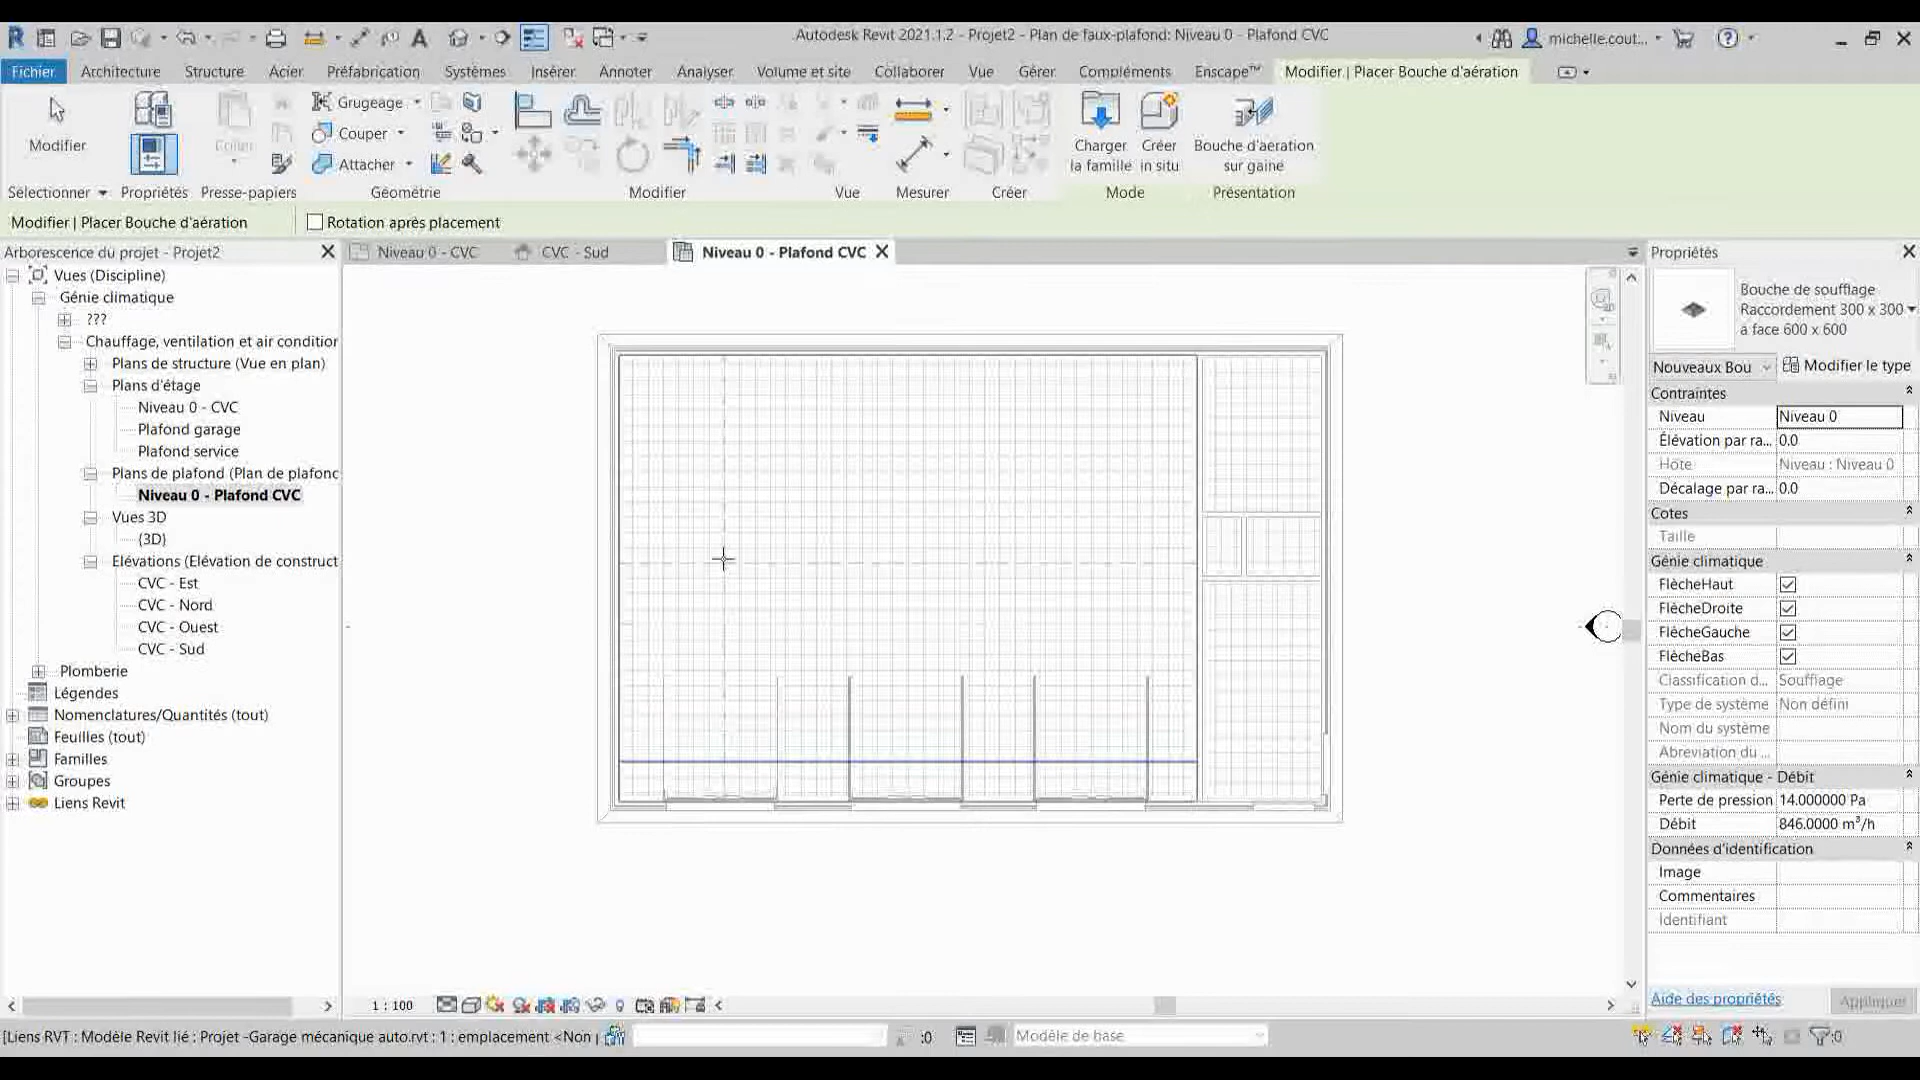 Autodesk Revit 2021.1.2 - Projet2 - Plan de faux-plafond: Niveau 0 - Plafond CVC
michelle.cout...
Fichier Architecture Structure Acier Préfabrication Systèmes Insérer Annoter Analyser Volume et site Collaborer Vue Gérer Compléments Enscape™ Modifier | Placer Bouche d'aération
Modifier
Coller
Grugeage
Couper
Attacher
Charger la famille
Créer in situ
Bouche d'aération sur gaine
Sélectionner Propriétés Presse-papiers Géométrie Modifier Vue Mesurer Créer Mode Présentation
Modifier | Placer Bouche d'aération
Rotation après placement
Arborescence du projet - Projet2
Niveau 0 - CVC
CVC - Sud
Niveau 0 - Plafond CVC
Vues (Discipline)
Génie climatique
???
Chauffage, ventilation et air condition
Plans de structure (Vue en plan)
Plans d'étage
Niveau 0 - CVC
Plafond garage
Plafond service
Plans de plafond (Plan de plafond
Niveau 0 - Plafond CVC
Vues 3D
(3D)
Elévations (Elévation de construct
CVC - Est
CVC - Nord
CVC - Ouest
CVC - Sud
Plomberie
Légendes
Nomenclatures/Quantités (tout)
Feuilles (tout)
Familles
Groupes
Liens Revit
Propriétés
Bouche de soufflage
Raccordement 300 x 300
à face 600 x 600
Nouveaux Bou
Modifier le type
Contraintes
Niveau Niveau 0
Élévation par ra... 0.0
Hôte Niveau : Niveau 0
Décalage par ra... 0.0
Cotes
Taille
Génie climatique
FlècheHaut
FlècheDroite
FlècheGauche
FlècheBas
Classification d... Soufflage
Type de système Non défini
Nom du système
Abréviation du ...
Génie climatique - Débit
Perte de pression 14.000000 Pa
Débit 846.0000 m³/h
Données d'identification
Image
Commentaires
Identifiant
Aide des propriétés
Appliquer
1 : 100
[Liens RVT : Modèle Revit lié : Projet -Garage mécanique auto.rvt : 1 : emplacement <Non
:0
Modèle de base
:0